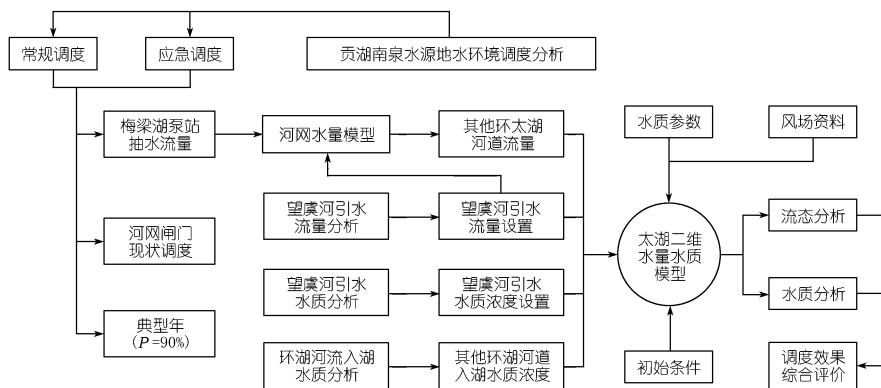 常规调度
应急调度
贡湖南泉水源地水环境调度分析
梅梁湖泵站
抽水流量
河网水量模型
其他环太湖
河道流量
水质参数
风场资料
望虞河引水
流量分析
望虞河引水
流量设置
河网闸门
现状调度
太湖二维
水量水质
模型
流态分析
望虞河引水
水质分析
望虞河引水
水质浓度设置
水质分析
典型年
(P=90%)
环湖河流入湖
水质分析
其他环湖河道
入湖水质浓度
初始条件
调度效果
综合评价